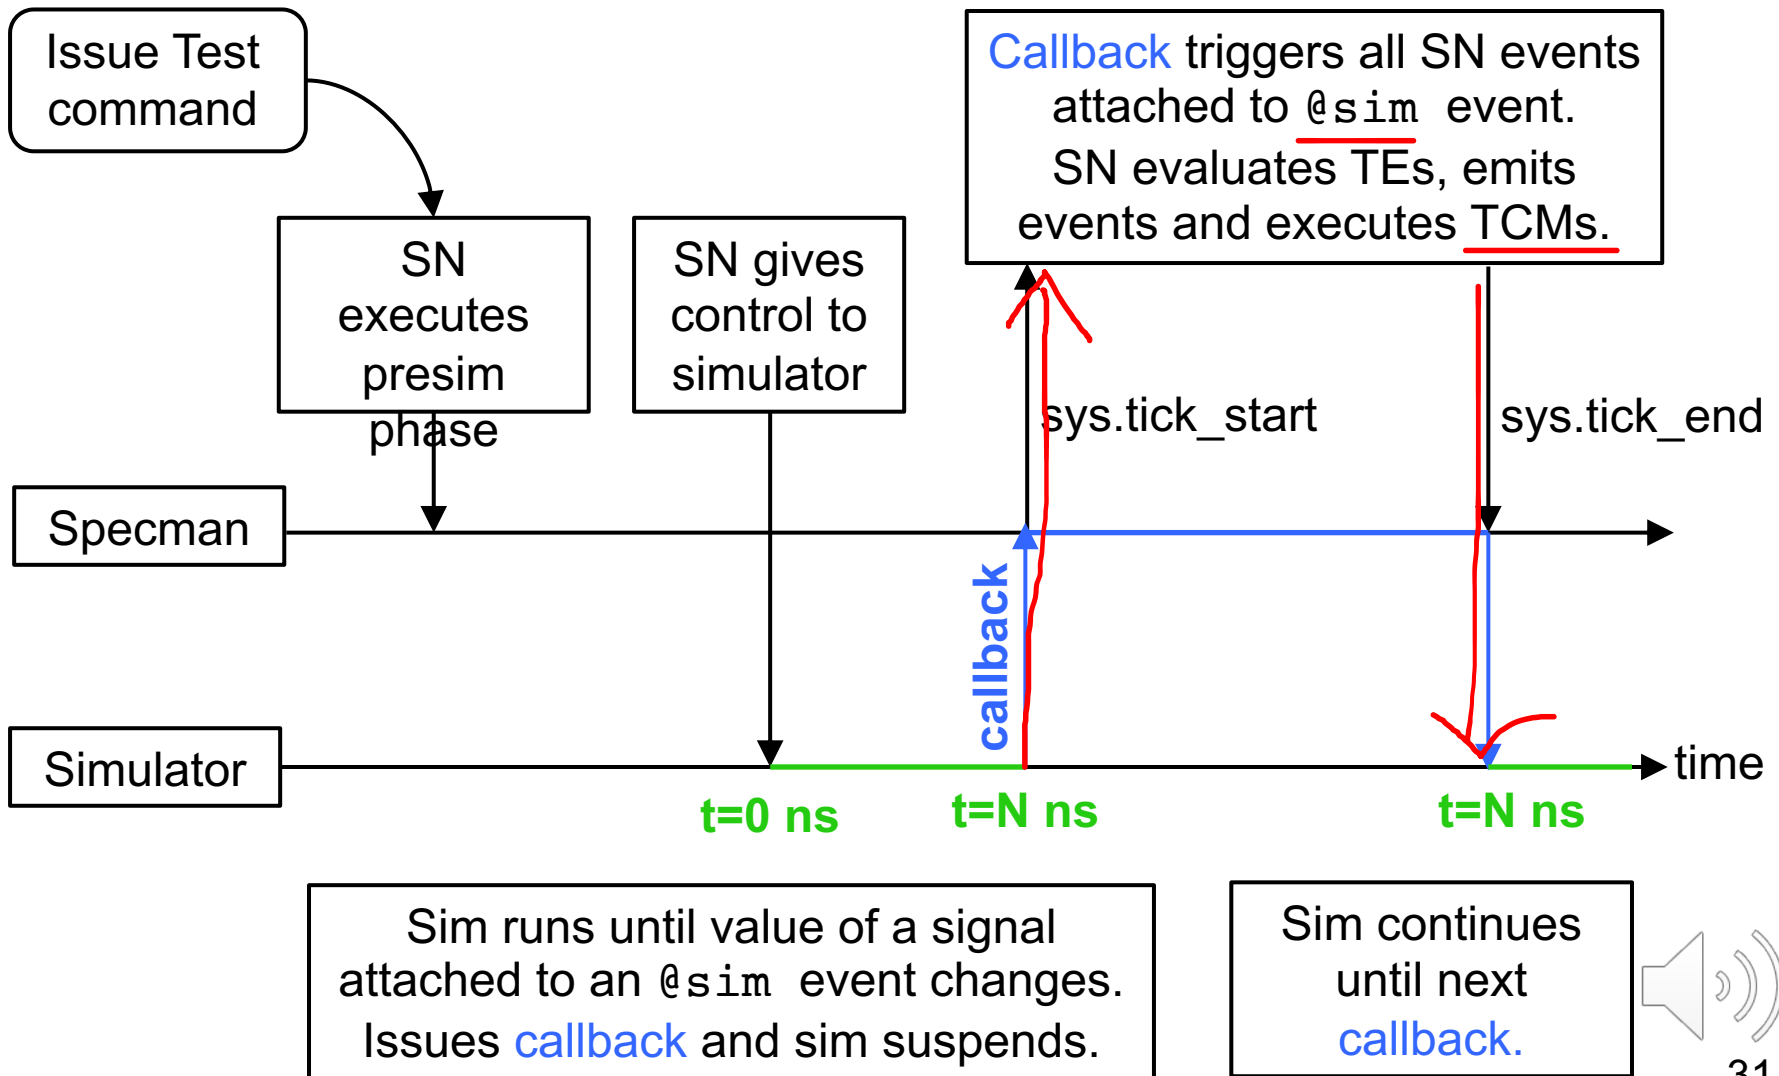 Issue Test
command
Callback triggers all SN events
attached to @sim event.
SN evaluates TEs, emits
events and executes TCMs.
SN
executes
presim
phase
SN gives
control to
simulator
sys.tick_start
sys.tick_end
Specman
callback
Simulator
time
t=0 ns
t=N ns
t=N ns
Sim runs until value of a signal
attached to an @sim event changes.
Issues callback and sim suspends.
Sim continues
until next
callback.
31